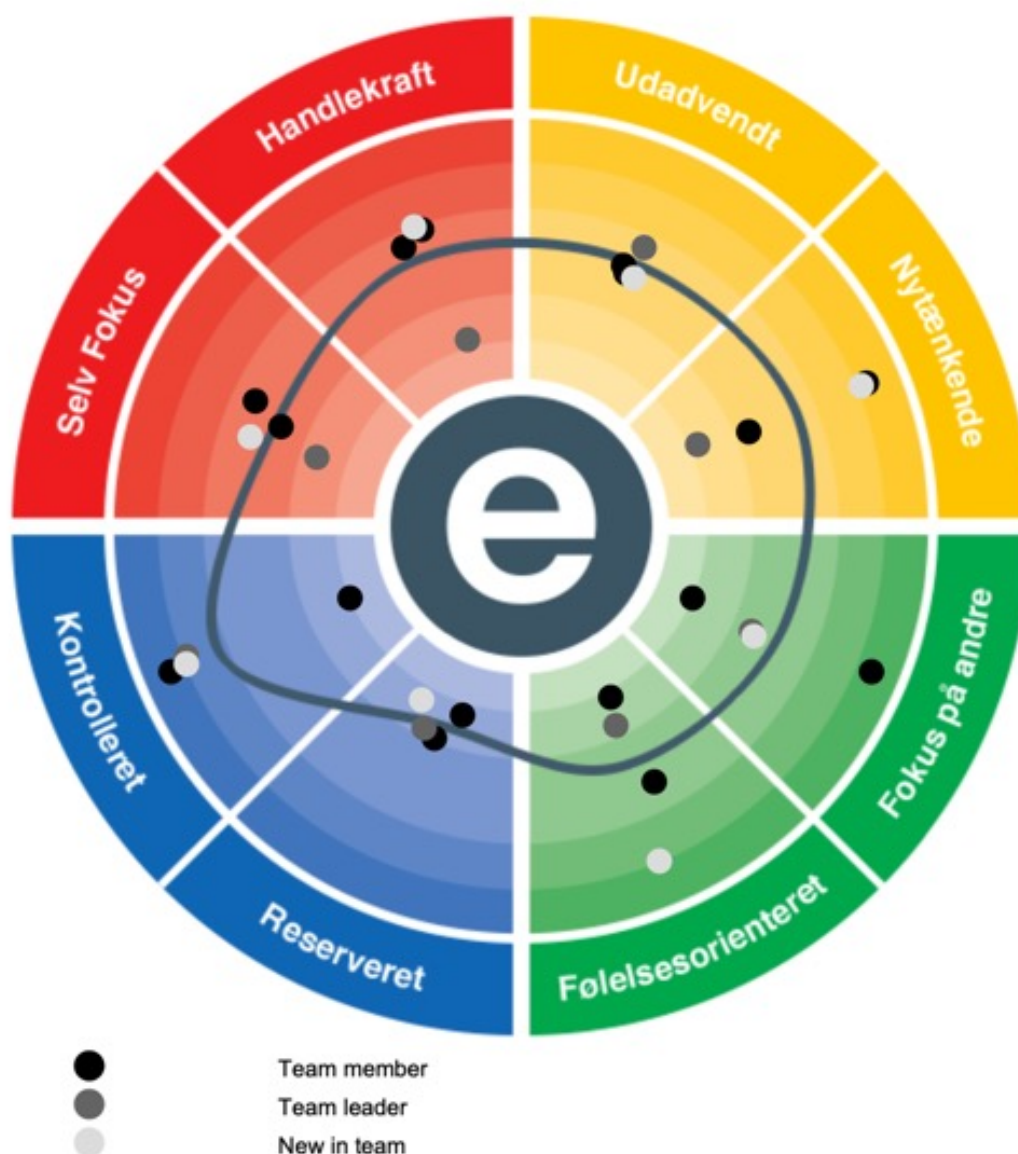 Handlekraft
Udadvendt
Selv Fokus
Nytænkende
e
Kontrolleret
Fokus på andre
Reserveret
Følelsesorienteret
Team member
Team leader
New in team